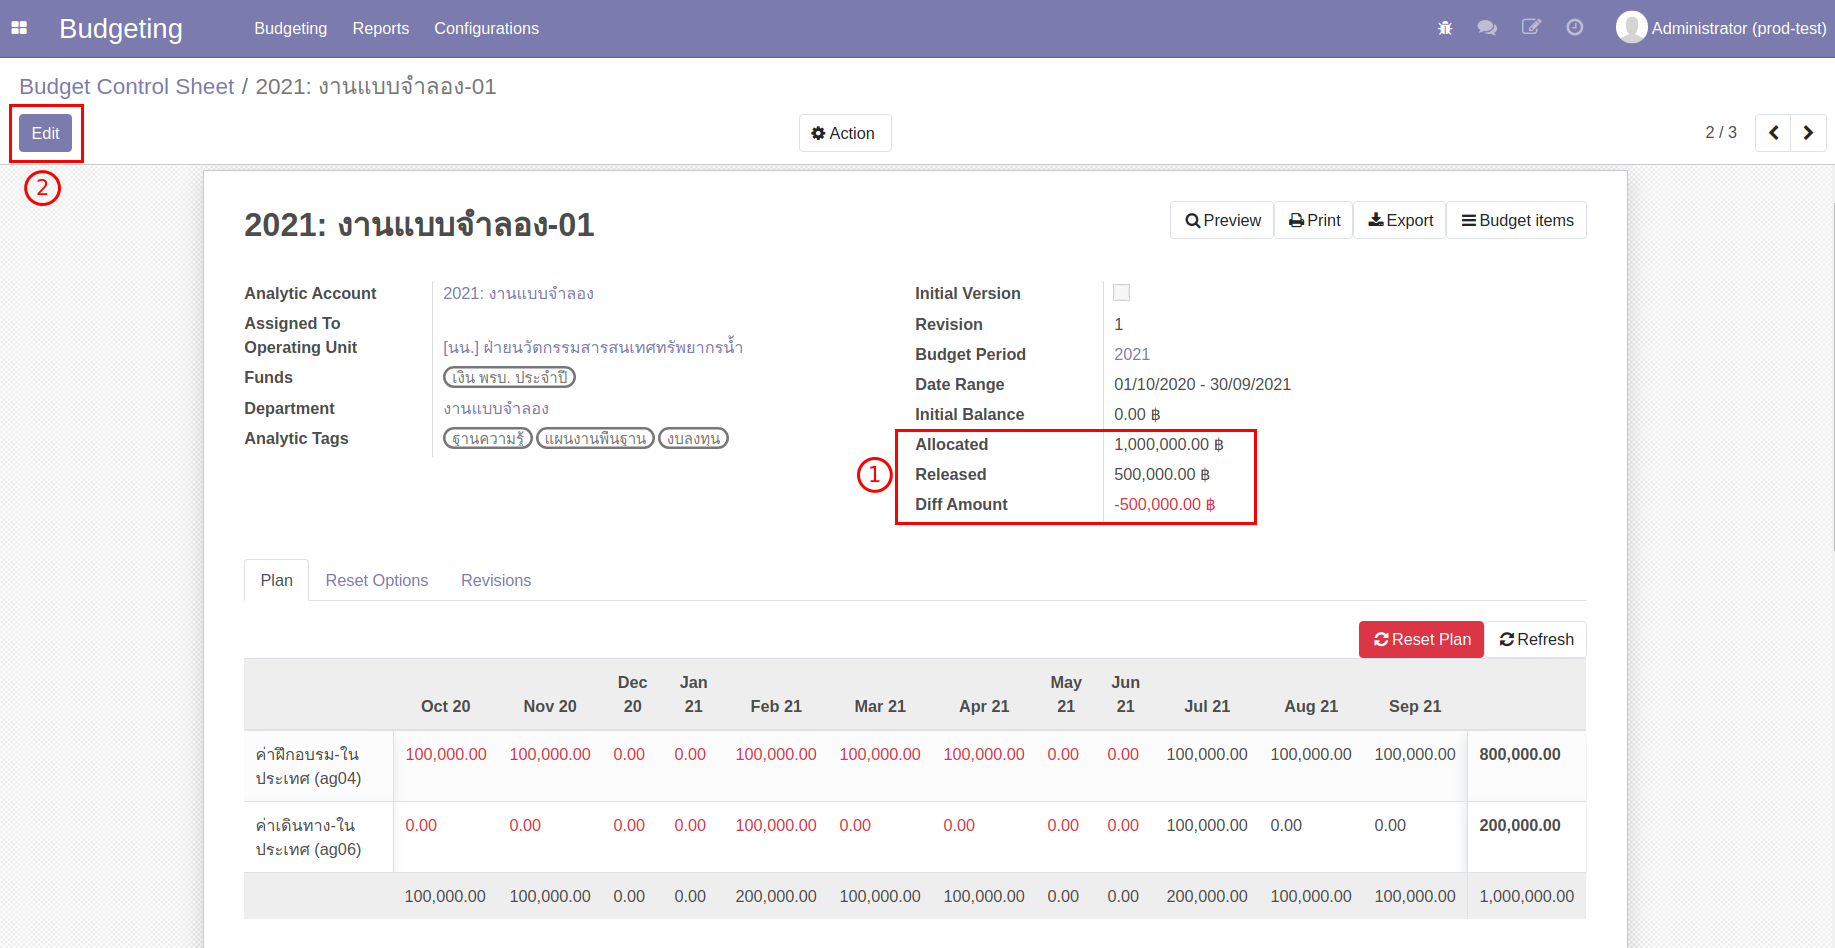 Budgeting Budgeting Reports Configurations Administrator (prod-test)
Budget Control Sheet / 2021: งานแบบจำลอง-01
Edit Action 2 / 3
2
2021: งานแบบจำลอง-01
Preview Print Export Budget items
Analytic Account 2021: งานแบบจำลอง
Assigned To
Operating Unit [นน.] ฝ่ายนวัตกรรมสารสนเทศทรัพยากรน้ำ
Funds เงิน พรบ. ประจำปี
Department งานแบบจำลอง
Analytic Tags ฐานความรู้ แผนงานพื้นฐาน งบลงทุน
Initial Version
Revision 1
Budget Period 2021
Date Range 01/10/2020 - 30/09/2021
Initial Balance 0.00 ฿
1
Allocated 1,000,000.00 ฿
Released 500,000.00 ฿
Diff Amount -500,000.00 ฿
Plan Reset Options Revisions
Reset Plan Refresh
Oct 20 Nov 20 Dec 20 Jan 21 Feb 21 Mar 21 Apr 21 May 21 Jun 21 Jul 21 Aug 21 Sep 21
ค่าฝึกอบรม-ใน
ประเทศ (ag04)
100,000.00 100,000.00 0.00 0.00 100,000.00 100,000.00 100,000.00 0.00 0.00 100,000.00 100,000.00 100,000.00 800,000.00
ค่าเดินทาง-ใน
ประเทศ (ag06)
0.00 0.00 0.00 0.00 100,000.00 0.00 0.00 0.00 0.00 100,000.00 0.00 0.00 200,000.00
100,000.00 100,000.00 0.00 0.00 200,000.00 100,000.00 100,000.00 0.00 0.00 200,000.00 100,000.00 100,000.00 1,000,000.00